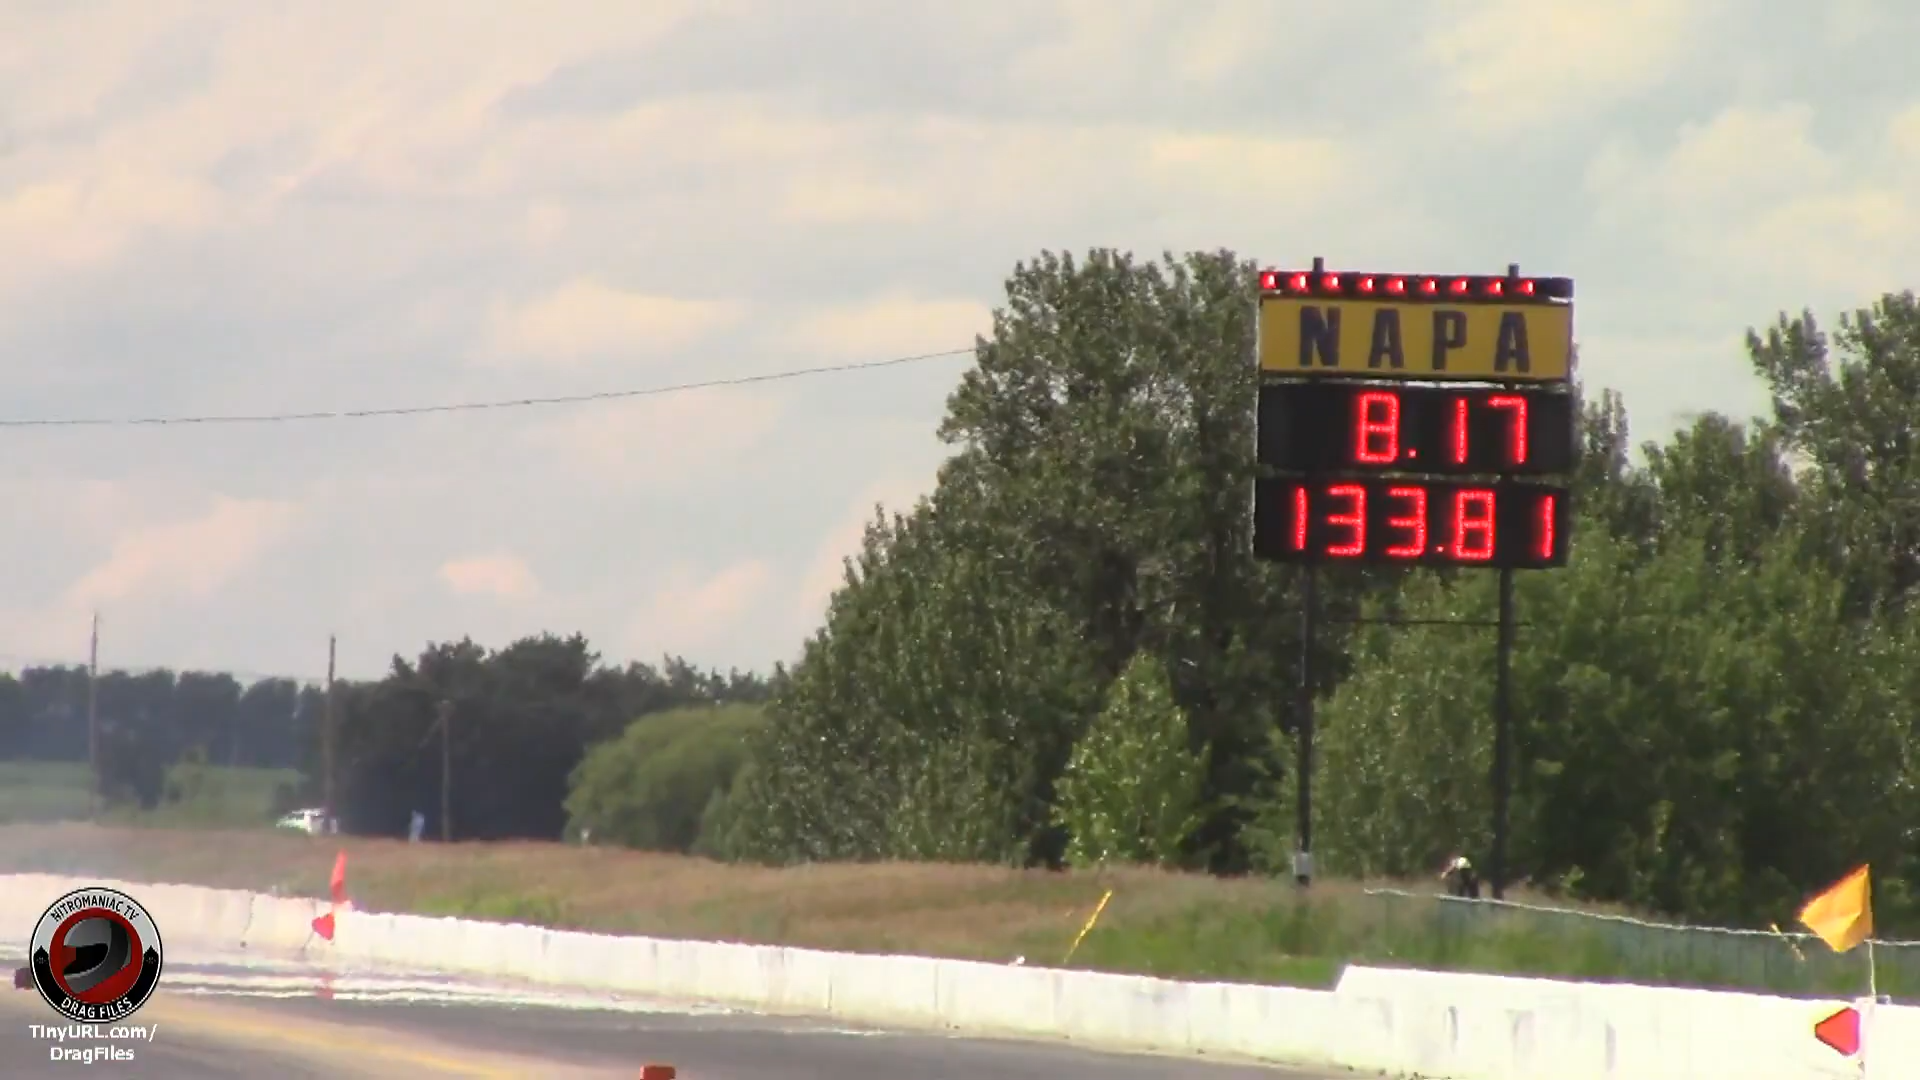 NAPA
8.17
133.81
NITROMANIAC TV
DRAG FILES
TinyURL.com/
DragFiles